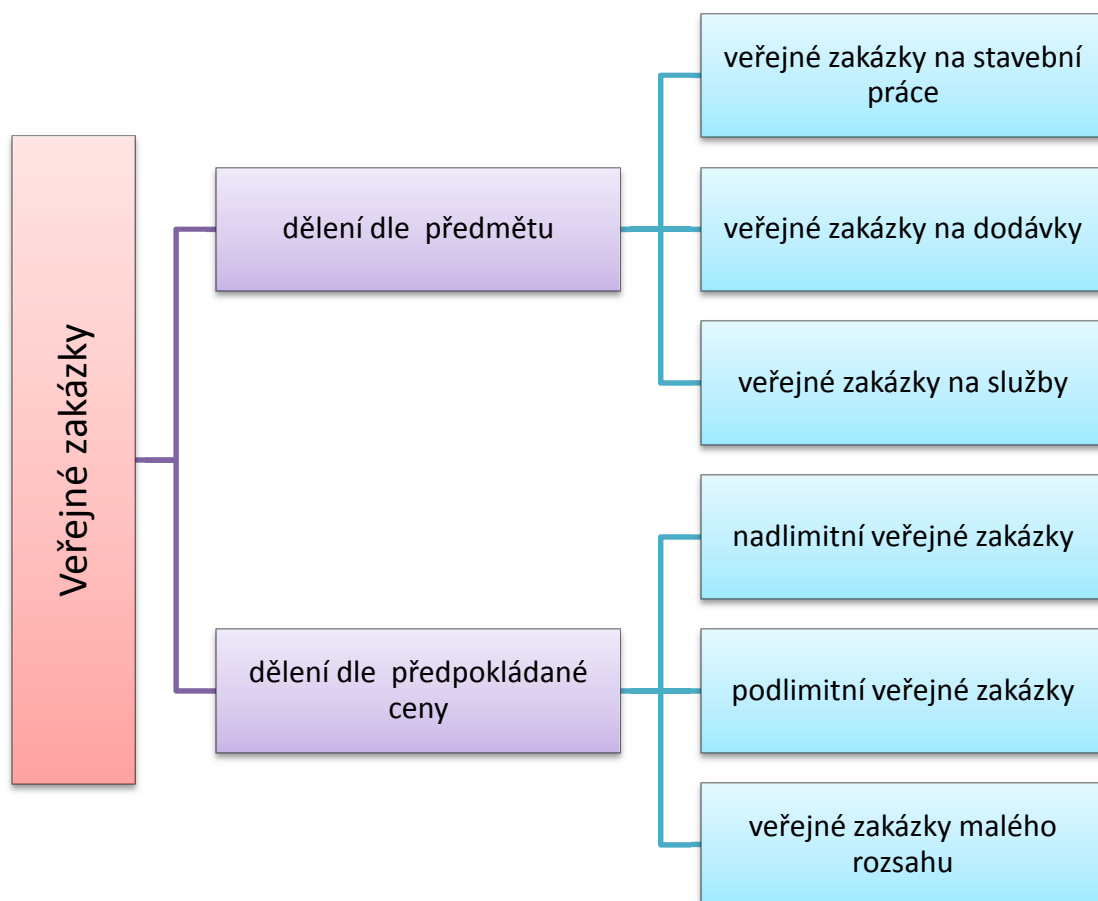 Veřejné zakázky
dělení dle předmětu
veřejné zakázky na stavební
práce
veřejné zakázky na dodávky
veřejné zakázky na služby
dělení dle předpokládané
ceny
nadlimitní veřejné zakázky
podlimitní veřejné zakázky
veřejné zakázky malého
rozsahu